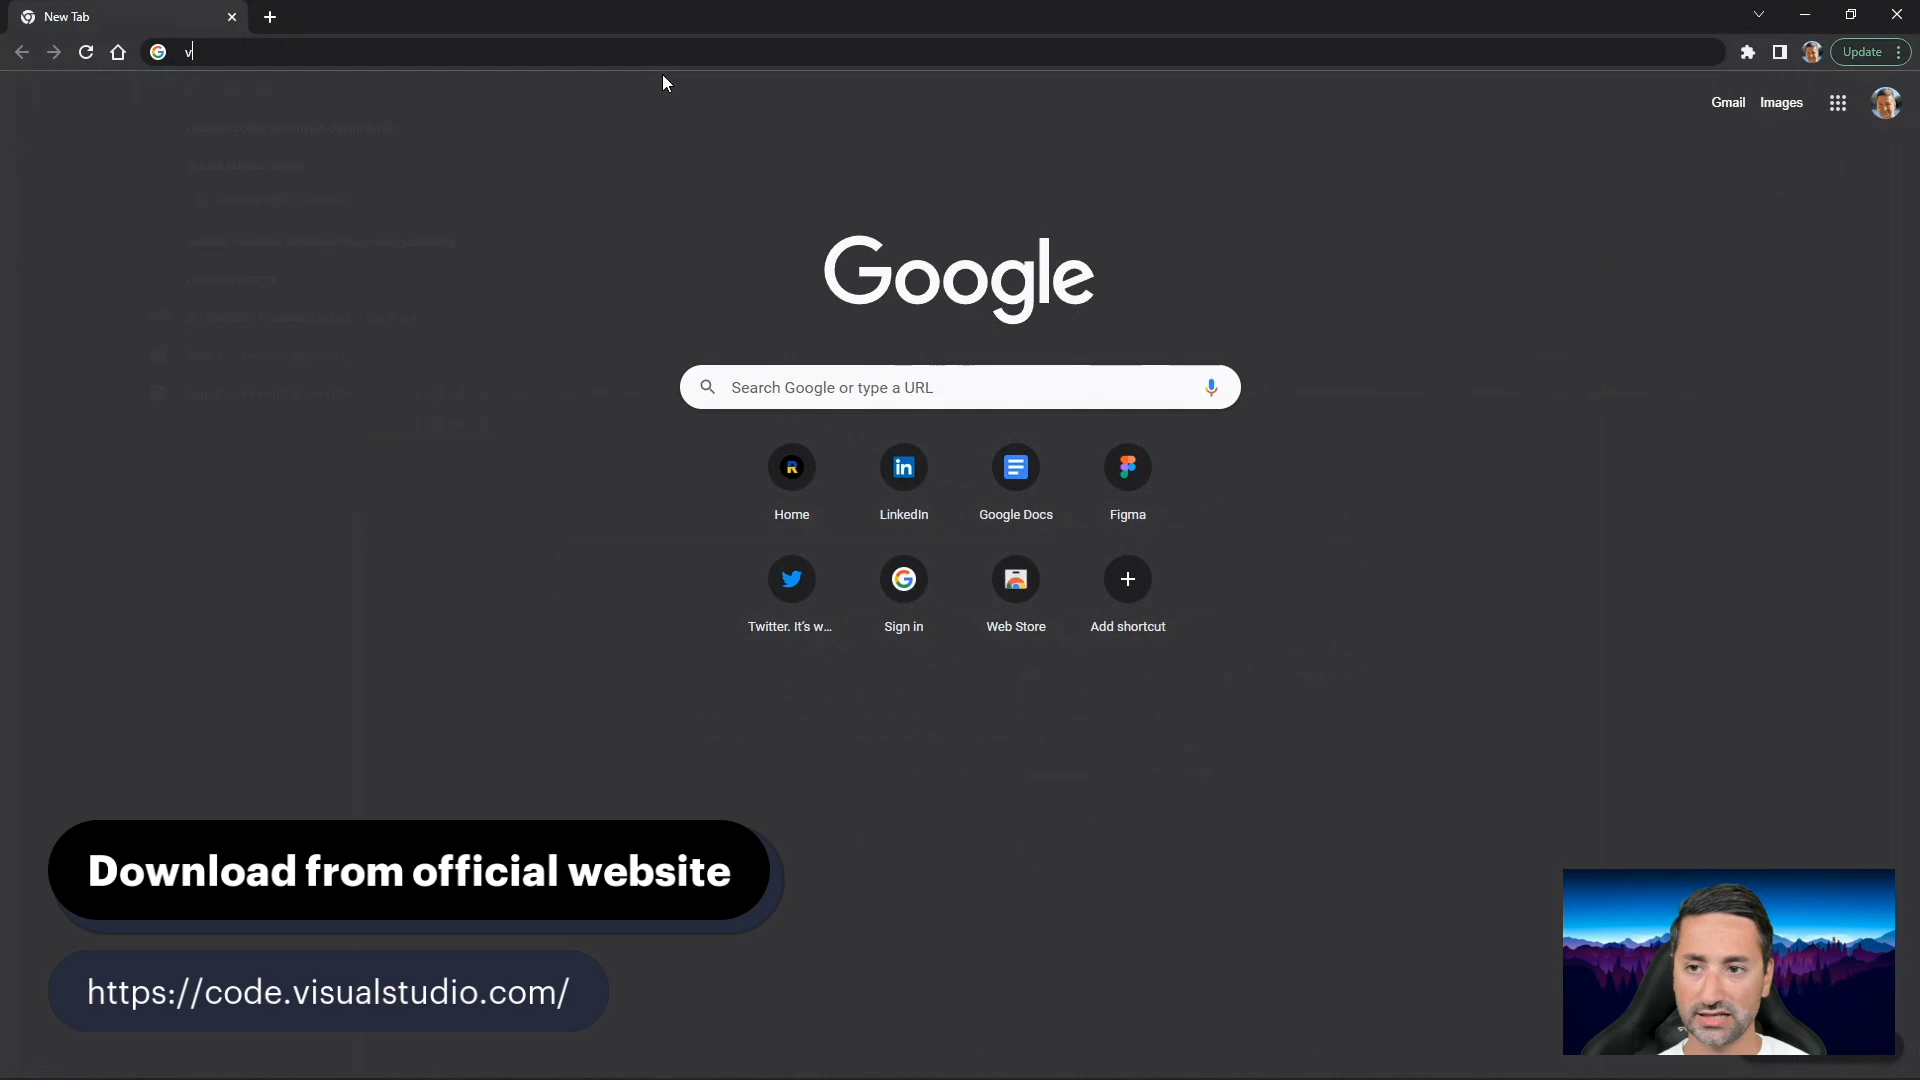 New Tab
v
Update
Gmail
Images
Google
Search Google or type a URL
Home
LinkedIn
Google Docs
Figma
Twitter. It's w...
Sign in
Web Store
Add shortcut
Download from official website
https://code.visualstudio.com/